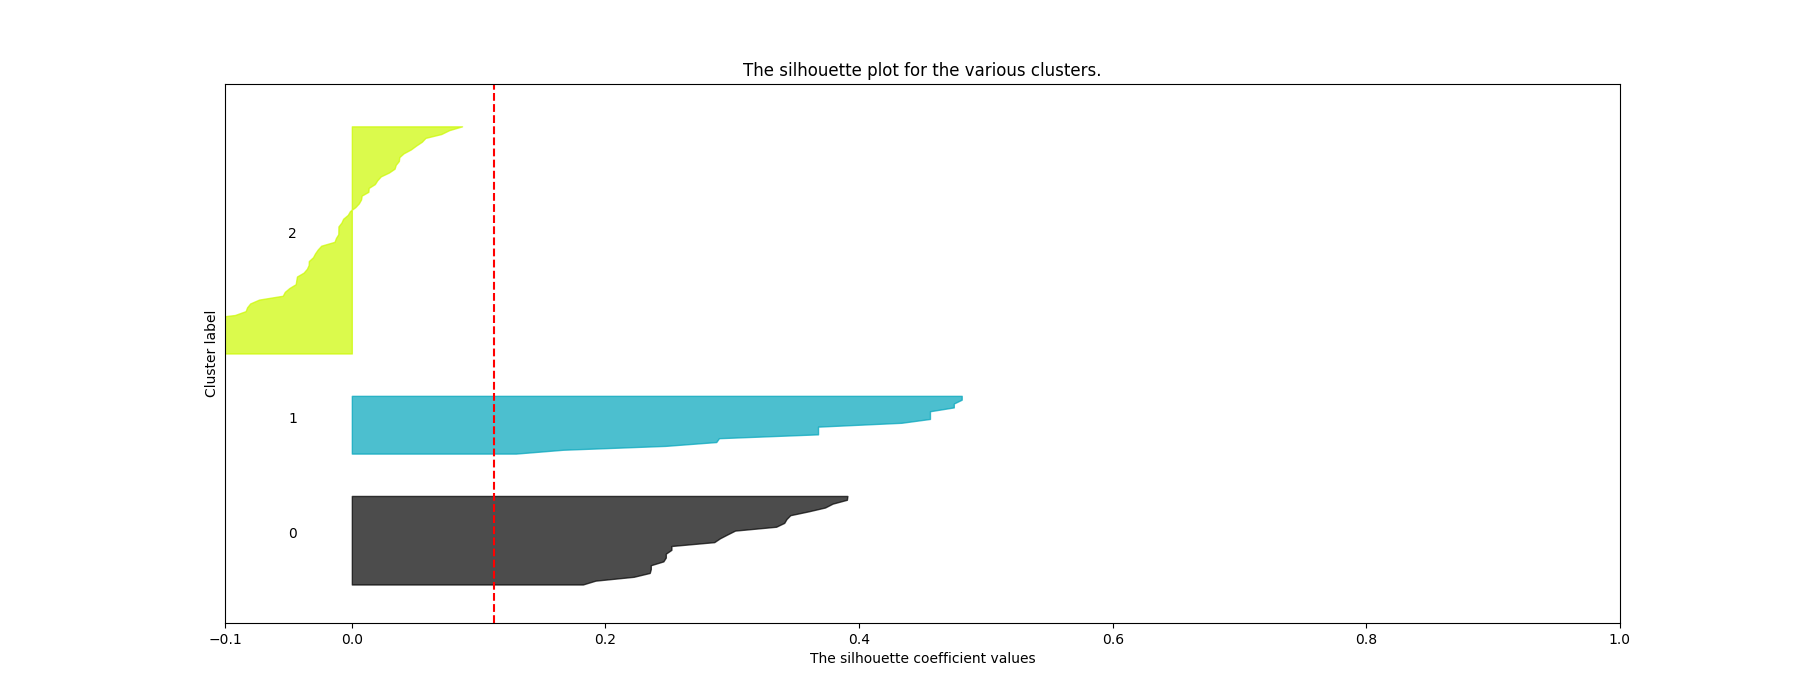 The silhouette plot for the various clusters.
2
1
0
Cluster label
−0.1 0.0 0.2 0.4 0.6 0.8 1.0
The silhouette coefficient values